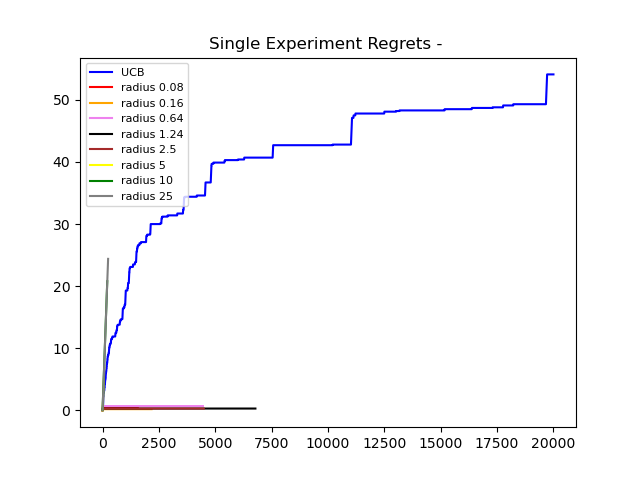 Single Experiment Regrets -
UCB
radius 0.08
radius 0.16
radius 0.64
radius 1.24
radius 2.5
radius 5
radius 10
radius 25
50
40
30
20
10
0
0 2500 5000 7500 10000 12500 15000 17500 20000